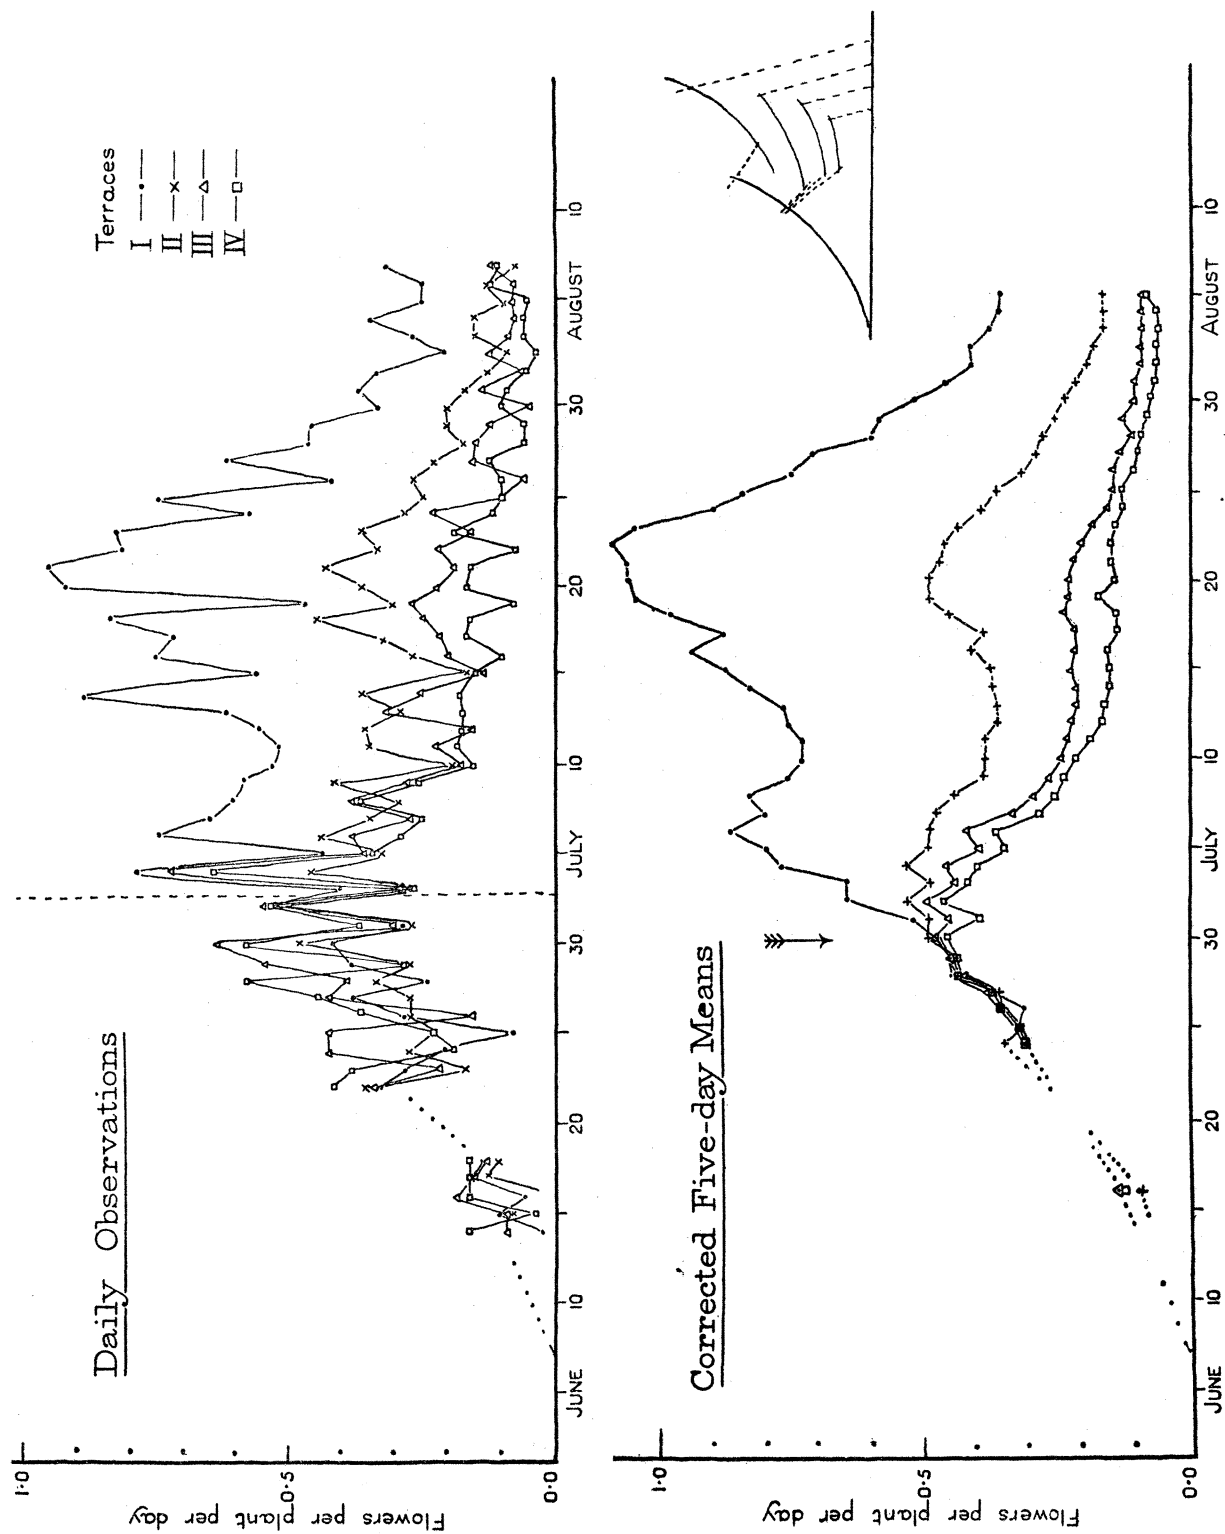 Daily Observations
Terraces
I
II
III
IV
Flowers per plant per day
1·0
0·5
0·0
JUNE
10
20
30
JULY
10
20
30
AUGUST
10
Corrected Five-day Means
Flowers per plant per day
1·0
0·5
0·0
JUNE
10
20
30
JULY
10
20
30
AUGUST
10